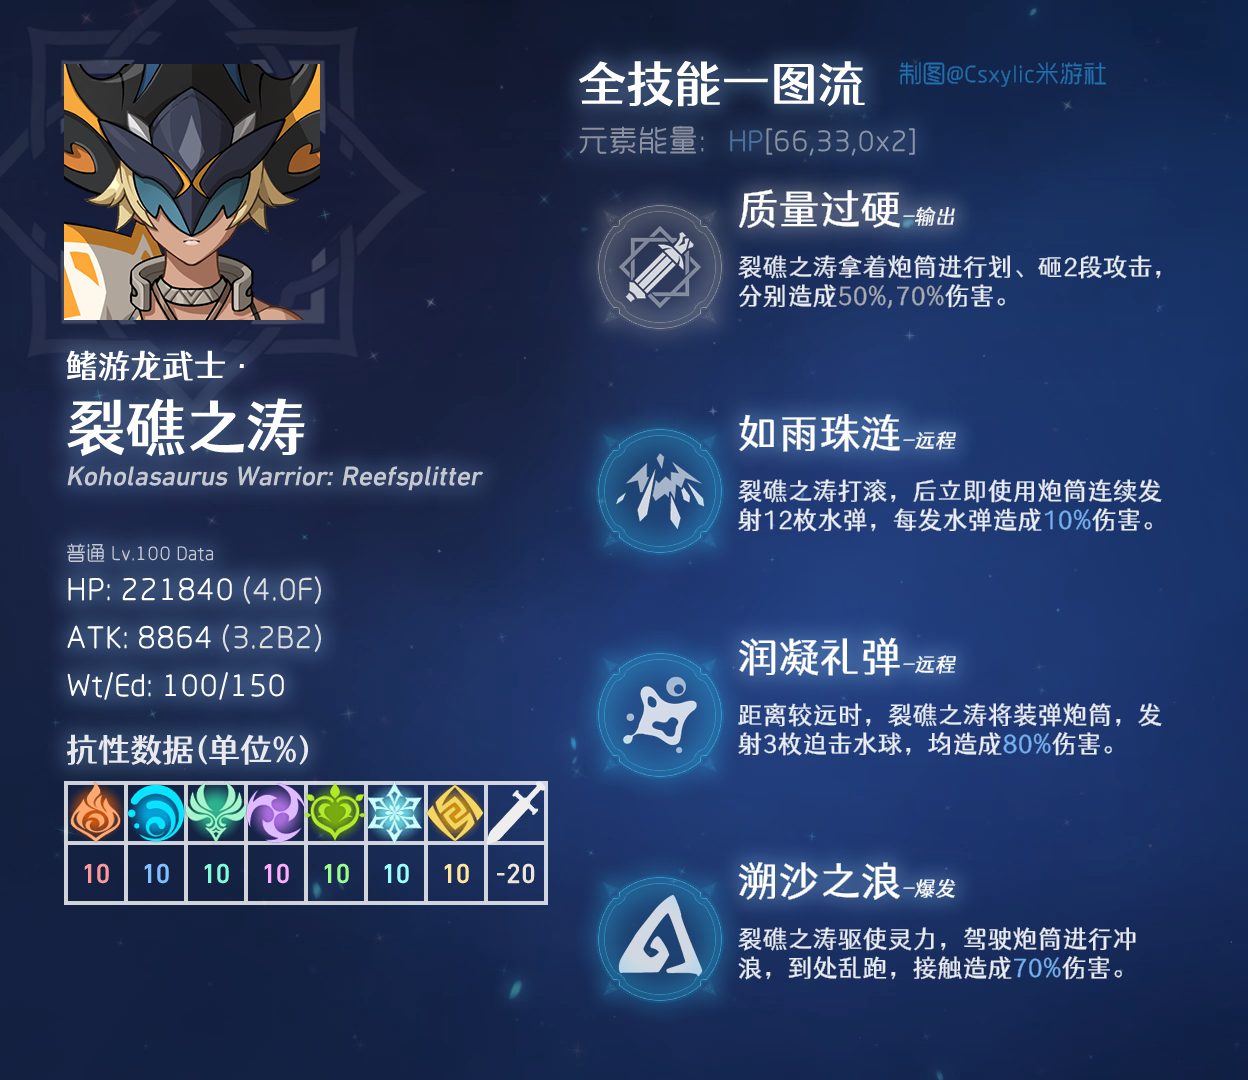 全技能一图流
制图@Csxylic米游社
元素能量: HP[66,33,0x2]
质量过硬-输出
裂礁之涛拿着炮筒进行划、砸2段攻击，
分别造成50%,70%伤害。
鳍游龙武士·
裂礁之涛
Koholasaurus Warrior: Reefsplitter
如雨珠涟-远程
裂礁之涛打滚，后立即使用炮筒连续发
射12枚水弹，每发水弹造成10%伤害。
普通 Lv.100 Data
HP: 221840 (4.0F)
ATK: 8864 (3.2B2)
Wt/Ed: 100/150
润凝礼弹-远程
距离较远时，裂礁之涛将装弹炮筒，发
射3枚迫击水球，均造成80%伤害。
抗性数据(单位%)
10 10 10 10 10 10 10 -20
溯沙之浪-爆发
裂礁之涛驱使灵力，驾驶炮筒进行冲
浪，到处乱跑，接触造成70%伤害。